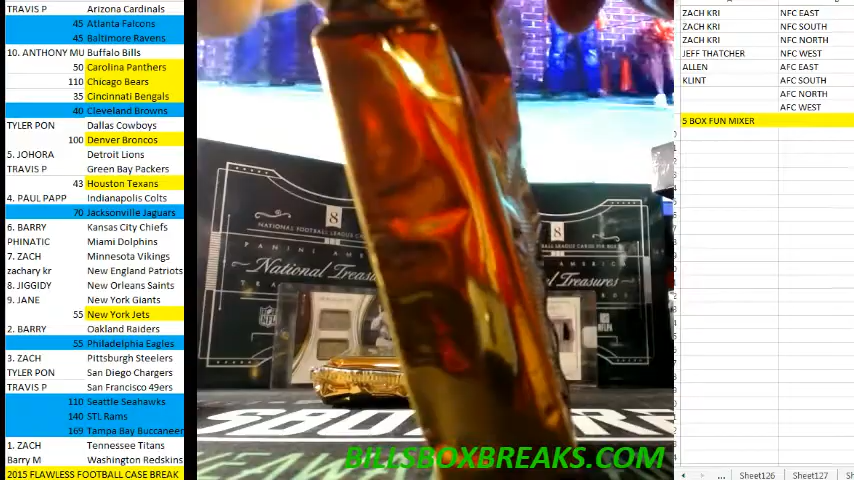 TRAVIS P Arizona Cardinals
45 Atlanta Falcons
45 Baltimore Ravens
10. ANTHONY MU Buffalo Bills
50 Carolina Panthers
110 Chicago Bears
35 Cincinnati Bengals
40 Cleveland Browns
TYLER PON Dallas Cowboys
100 Denver Broncos
5. JOHORA Detroit Lions
TRAVIS P Green Bay Packers
43 Houston Texans
4. PAUL PAPP Indianapolis Colts
70 Jacksonville Jaguars
6. BARRY Kansas City Chiefs
PHINATIC Miami Dolphins
7. ZACH Minnesota Vikings
zachary kr New England Patriots
8. JIGGIDY New Orleans Saints
9. JANE New York Giants
55 New York Jets
2. BARRY Oakland Raiders
55 Philadelphia Eagles
3. ZACH Pittsburgh Steelers
TYLER PON San Diego Chargers
TRAVIS P San Francisco 49ers
110 Seattle Seahawks
140 STL Rams
169 Tampa Bay Buccaneer
1. ZACH Tennessee Titans
Barry M Washington Redskins
2015 FLAWLESS FOOTBALL CASE BREAK
8
PANINI AMERICA
National Treas
8
Treasures
NFL
BILLSBOXBREAKS.COM
ZACH KRI NFC EAST
ZACH KRI NFC SOUTH
ZACH KRI NFC NORTH
JEFF THATCHER NFC WEST
ALLEN AFC EAST
KLINT AFC SOUTH
AFC NORTH
AFC WEST
5 BOX FUN MIXER
... Sheet126 Sheet127 Sh